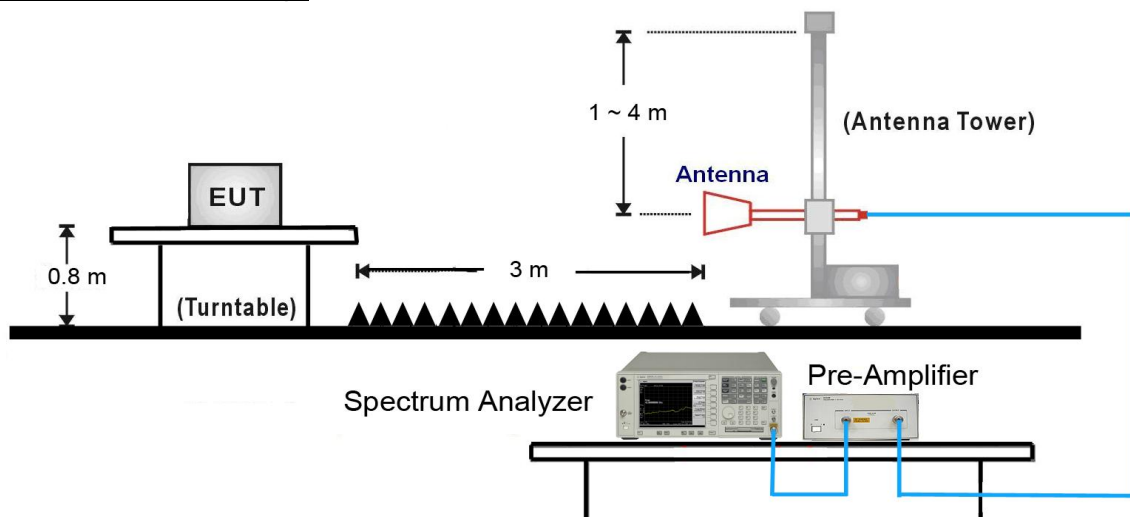 1 ~ 4 m
(Antenna Tower)
Antenna
EUT
0.8 m
(Turntable)
3 m
Spectrum Analyzer
Pre-Amplifier